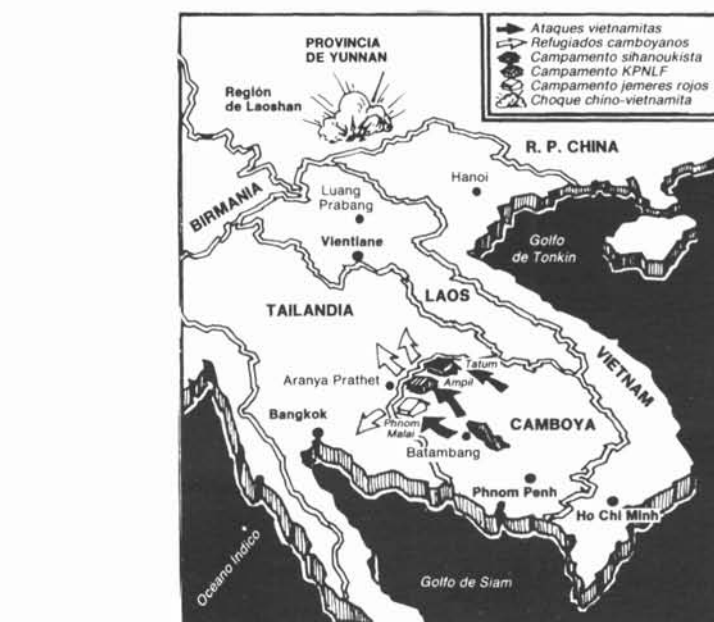 Ataques vietnamitas
Refugiados camboyanos
Campamento sihanoukista
Campamento KPNLF
Campamento jemeres rojos
Choque chino-vietnamita
PROVINCIA
DE YUNNAN
Región
de Laoshan
R. P. CHINA
BIRMANIA
Hanoi
Luang
Prabang
Vientiane
Golfo
de Tonkin
TAILANDIA
LAOS
VIETNAM
Tatum
Aranya Prathet
Ampil
Bangkok
Phnom
Malai
CAMBOYA
Batambang
Phnom Penh
Ho Chi Minh
Oceano Indico
Golfo de Siam